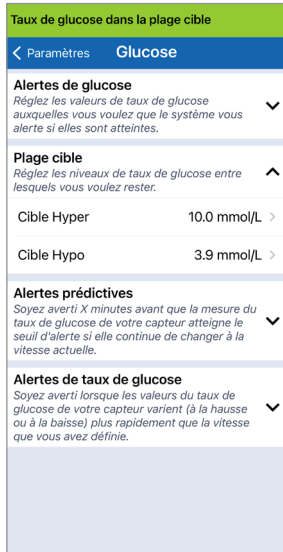 Taux de glucose dans la plage cible
Paramètres Glucose
Alertes de glucose
Réglez les valeurs de taux de glucose
auxquelles vous voulez que le système vous
alerte si elles sont atteintes.
Plage cible
Réglez les niveaux de taux de glucose entre
lesquels vous voulez rester.
Cible Hyper 10.0 mmol/L
Cible Hypo 3.9 mmol/L
Alertes prédictives
Soyez averti X minutes avant que la mesure du
taux de glucose de votre capteur atteigne le
seuil d'alerte si elle continue de changer à la
vitesse actuelle.
Alertes de taux de glucose
Soyez averti lorsque les valeurs du taux de
glucose de votre capteur varient (à la hausse
ou à la baisse) plus rapidement que la vitesse
que vous avez définie.